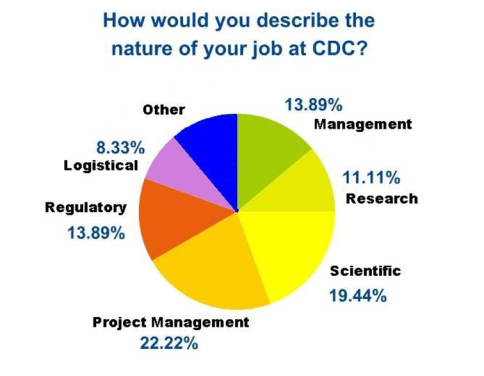 How would you describe the
nature of your job at CDC?
13.89%
Management
Other
8.33%
Logistical
11.11%
Research
Regulatory
13.89%
Scientific
19.44%
Project Management
22.22%